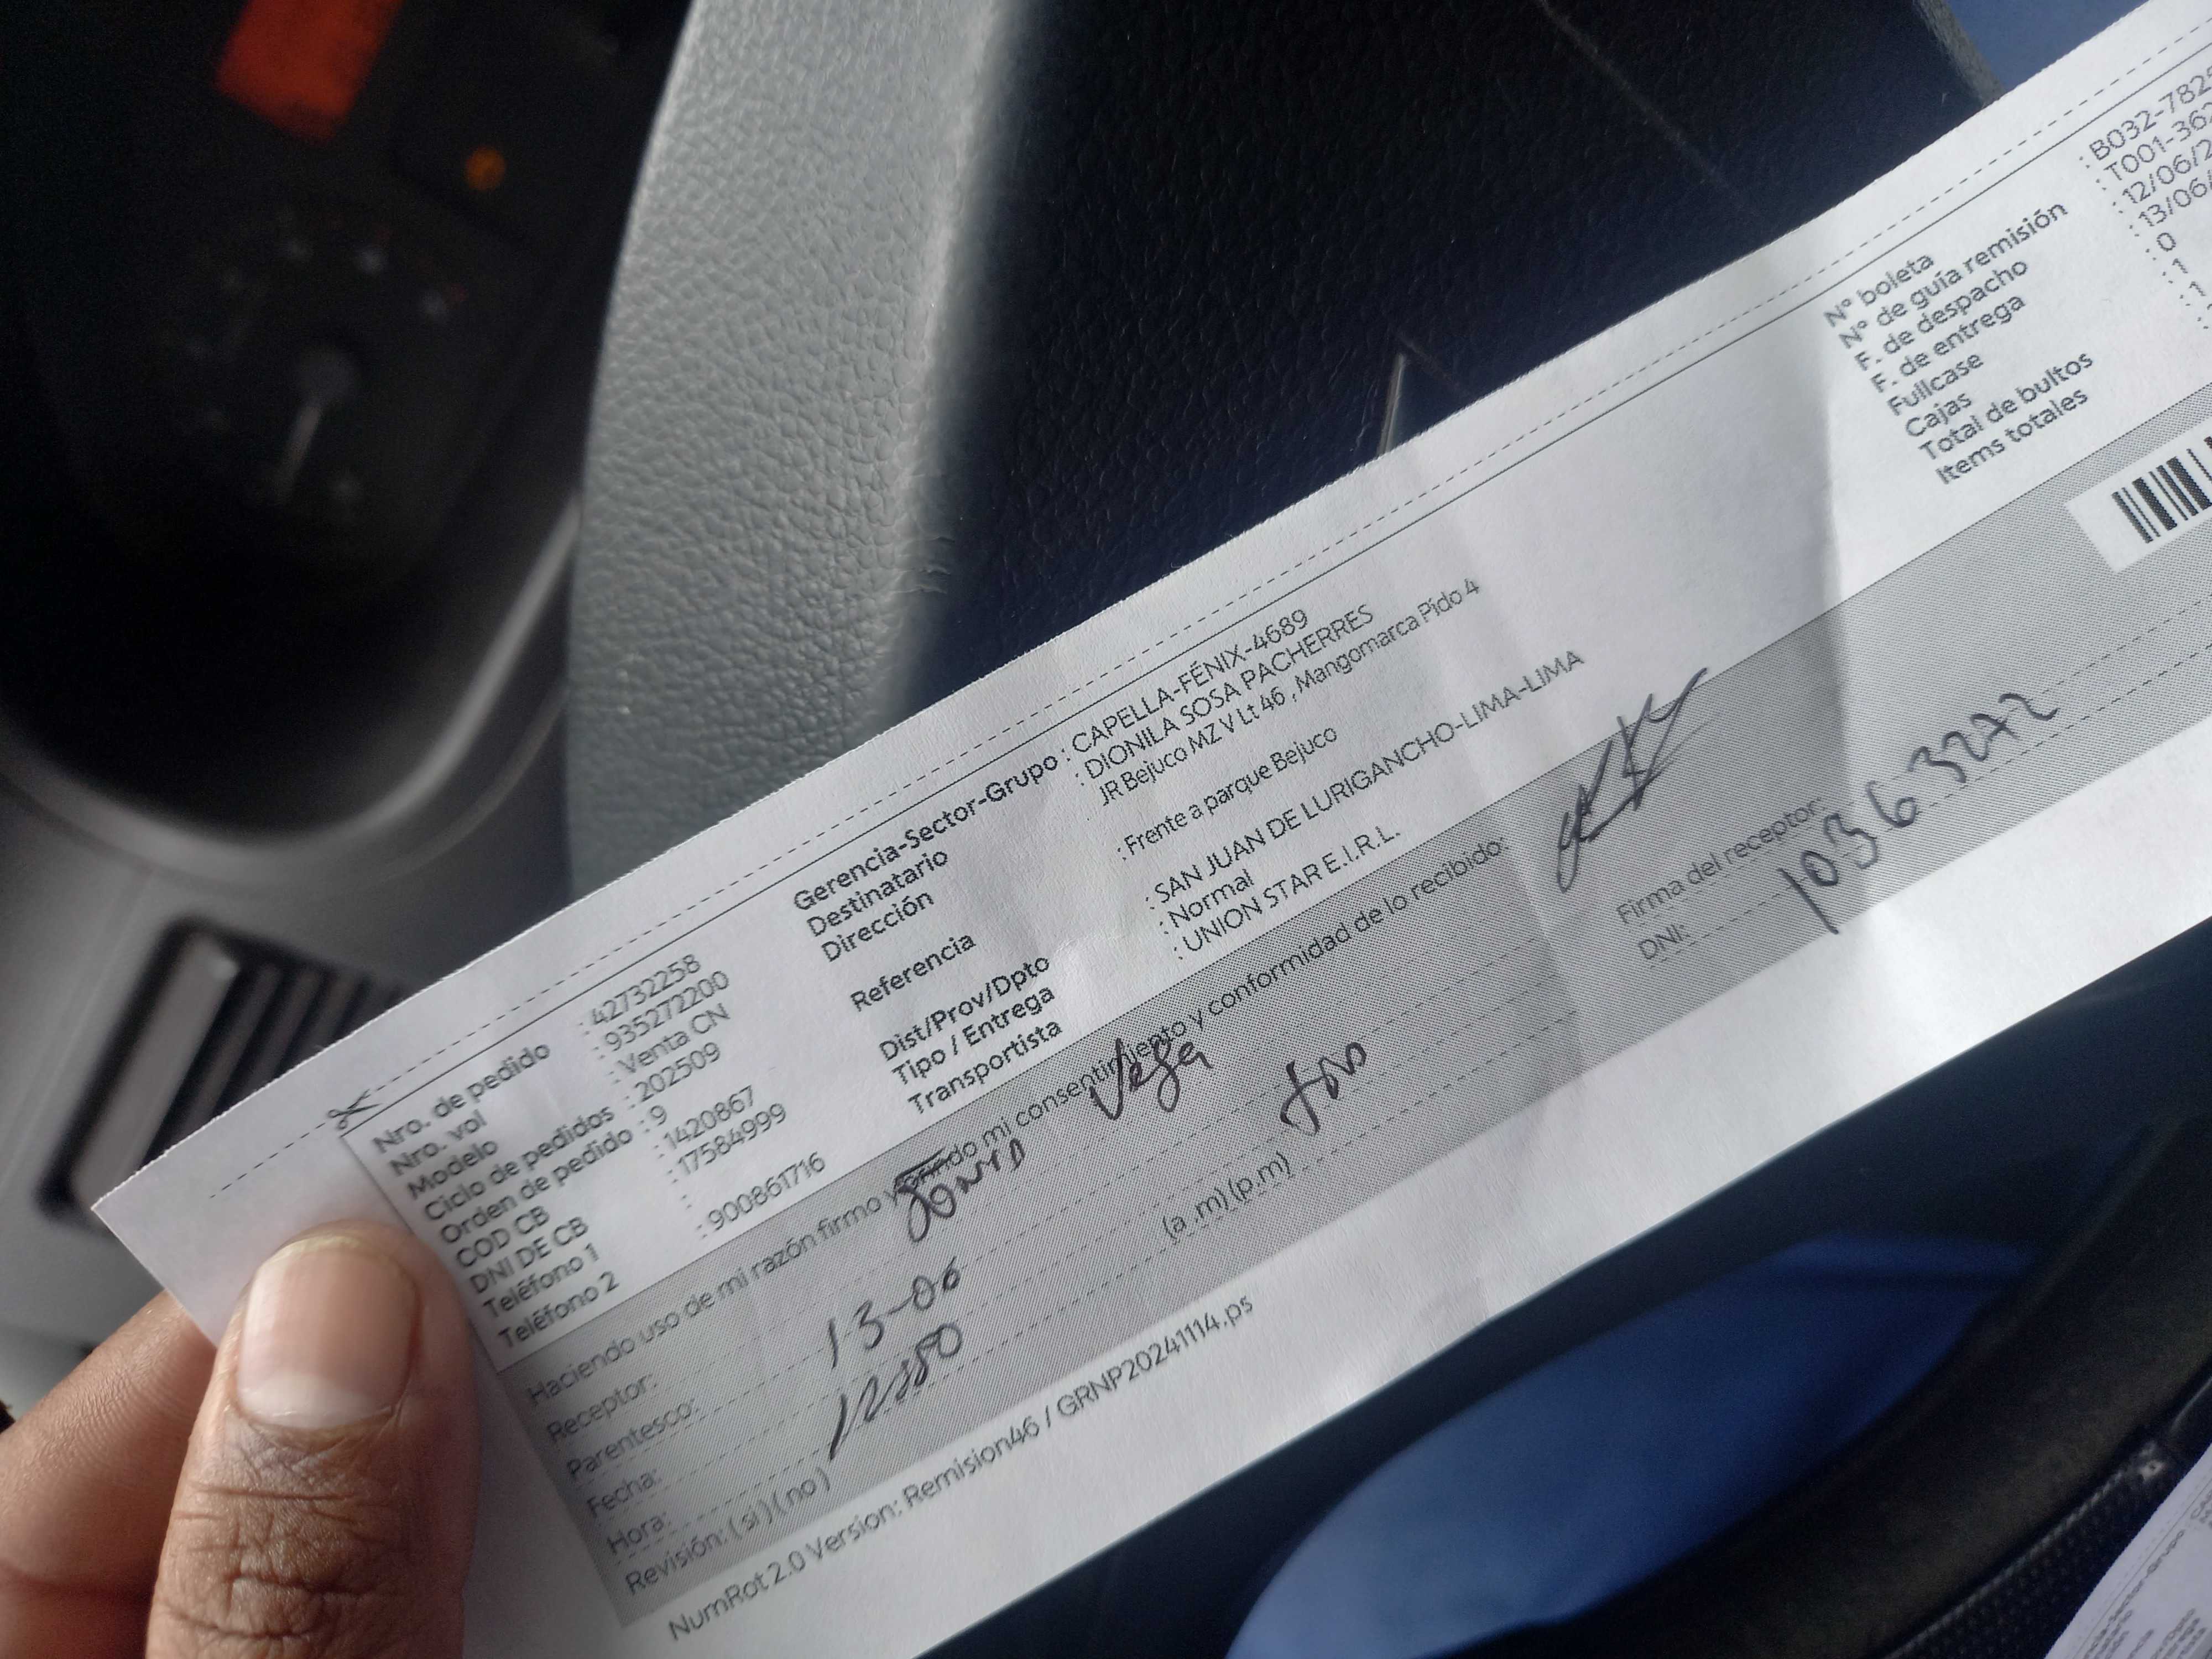 Nro. de pedido : 42732258
Nro. vol : 935272200
Modelo : Venta CN
Ciclo de pedidos : 202509
Orden de pedido : 9
COD CB : 1420867
DNI DE CB : 17584999
Teléfono 1 :
Teléfono 2 : 900861716
Gerencia-Sector-Grupo : CAPELLA-FÉNIX-4689
Destinatario : DIONILA SOSA PACHERRES
Dirección JR Bejuco MZ V Lt 46 , Mangomarca Pido 4
Referencia : Frente a parque Bejuco
Dist/Prov/Dpto : SAN JUAN DE LURIGANCHO-LIMA-LIMA
Tipo / Entrega : Normal
Transportista : UNION STAR E.I.R.L.
N° boleta : B032-782
N° de guía remisión : T001-36
F. de despacho : 12/06/2
F. de entrega : 13/06/
Fullcase : 0
Cajas : 1
Total de bultos : 1
Items totales :
Haciendo uso de mi razón firmo y brindo mi consentimiento y conformidad de lo recibido:
Receptor: Vega
Parentesco:
Fecha: 13-06
Hora: (a .m) (p.m)
Revisión: ( si ) ( no )
Firma del receptor:
DNI: 10363272
NumRot 2.0 Version: Remision46 / GRNP20241114.ps